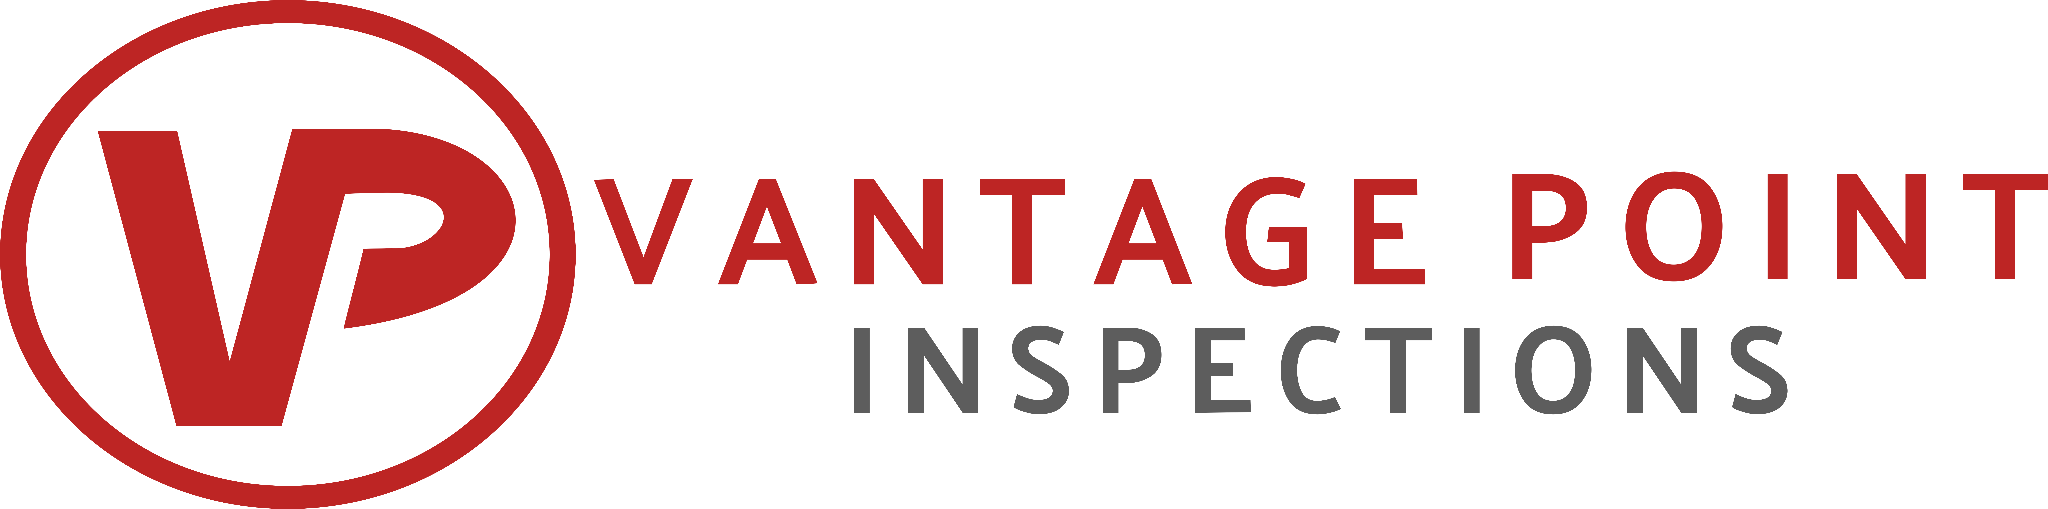 VP
VANTAGE POINT
INSPECTIONS